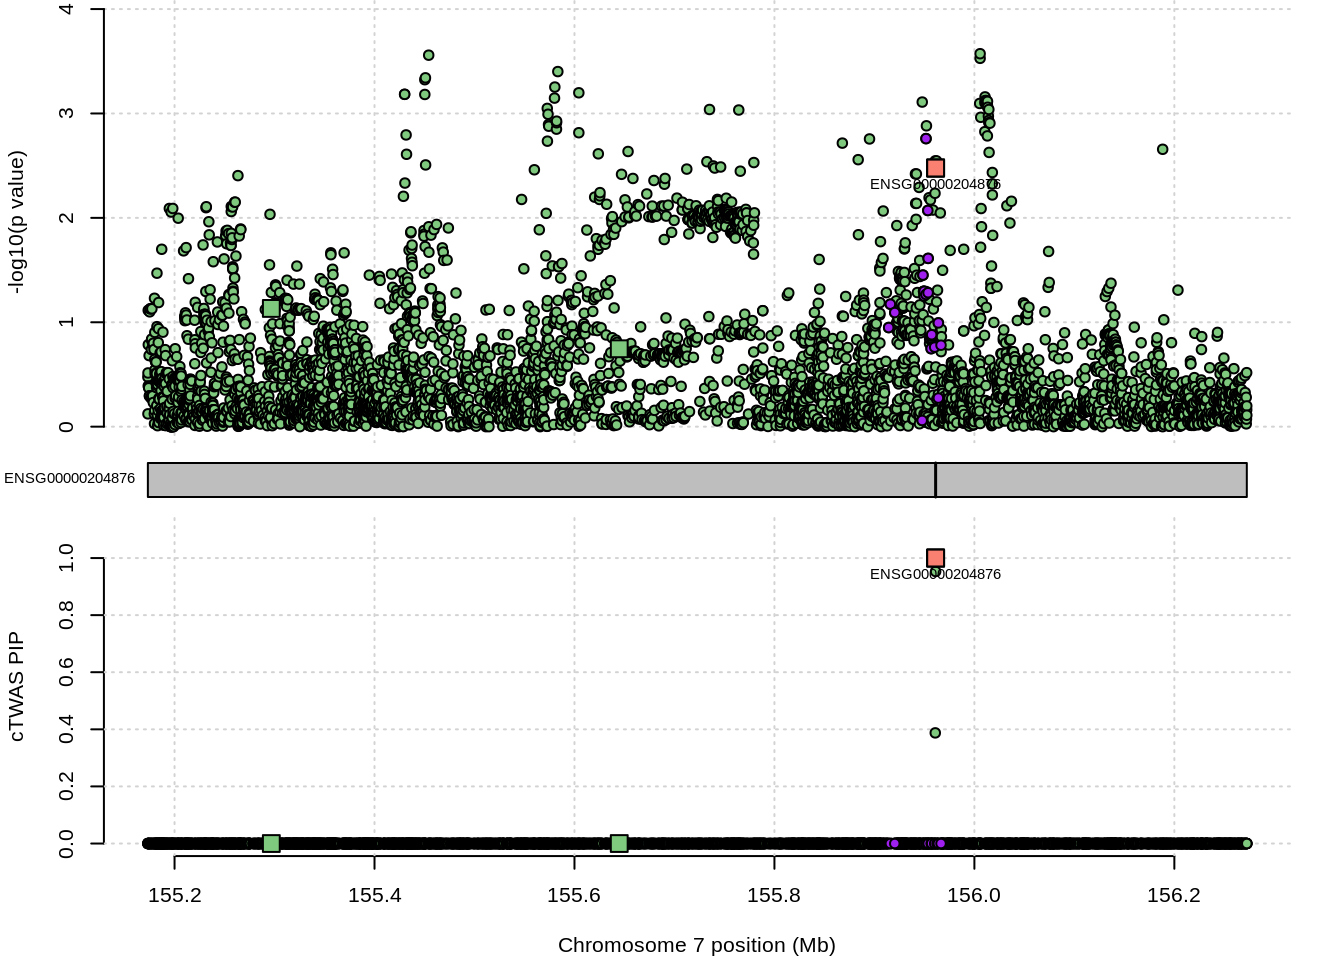 4
3
2
1
0
-log10(p value)
ENSG00000204876
ENSG00000204876
1.0
0.8
0.6
0.4
0.2
0.0
cTWAS PIP
ENSG00000204876
155.2 155.4 155.6 155.8 156.0 156.2
Chromosome 7 position (Mb)